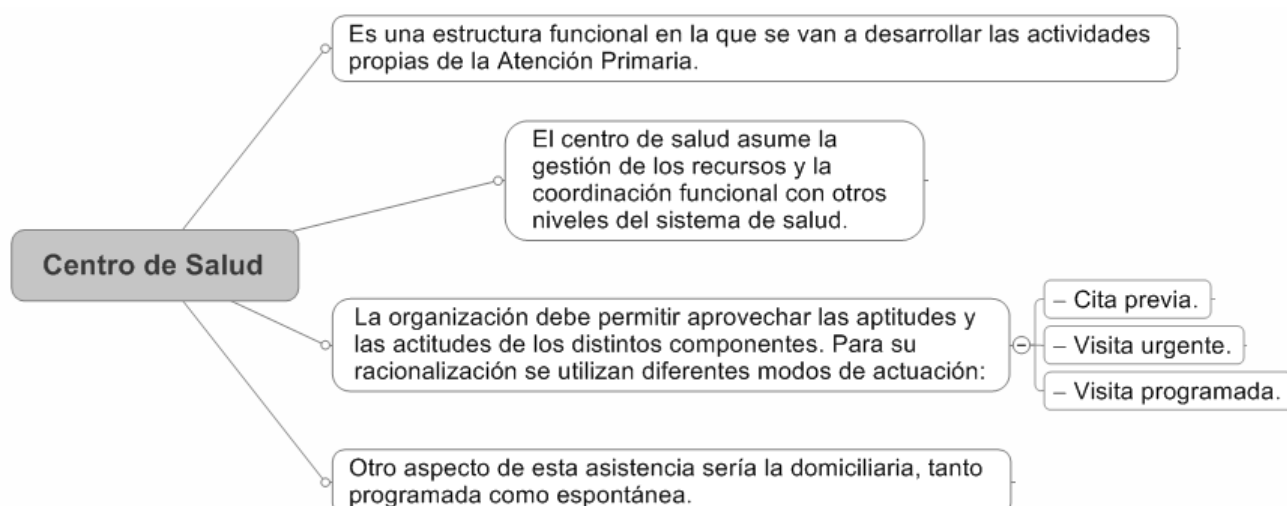 Es una estructura funcional en la que se van a desarrollar las actividades
propias de la Atención Primaria.
El centro de salud asume la
gestión de los recursos y la
coordinación funcional con otros
niveles del sistema de salud.
Centro de Salud
La organización debe permitir aprovechar las aptitudes y
las actitudes de los distintos componentes. Para su
racionalización se utilizan diferentes modos de actuación:
– Cita previa.
– Visita urgente.
– Visita programada.
Otro aspecto de esta asistencia sería la domiciliaria, tanto
programada como espontánea.